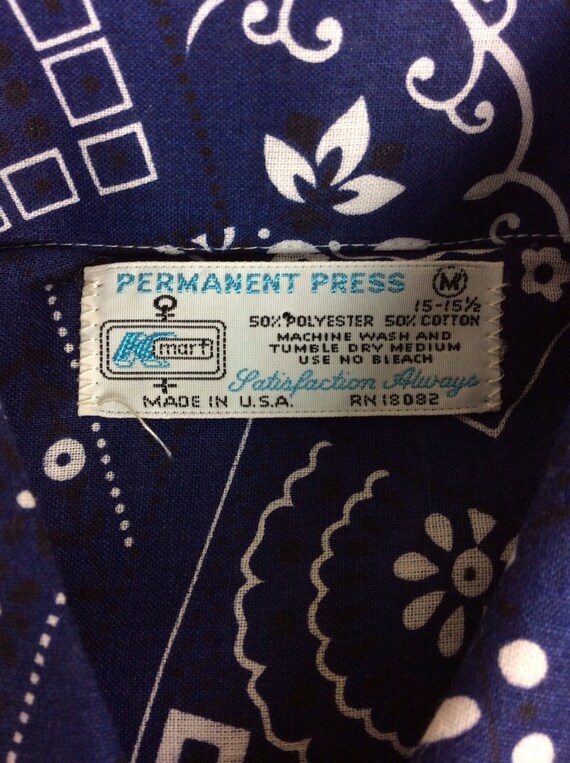 PERMANENT PRESS M
15-15½
50% POLYESTER 50% COTTON
MACHINE WASH AND
TUMBLE DRY MEDIUM
USE NO BLEACH
K mart
Satisfaction Always
MADE IN U.S.A. RN 18082